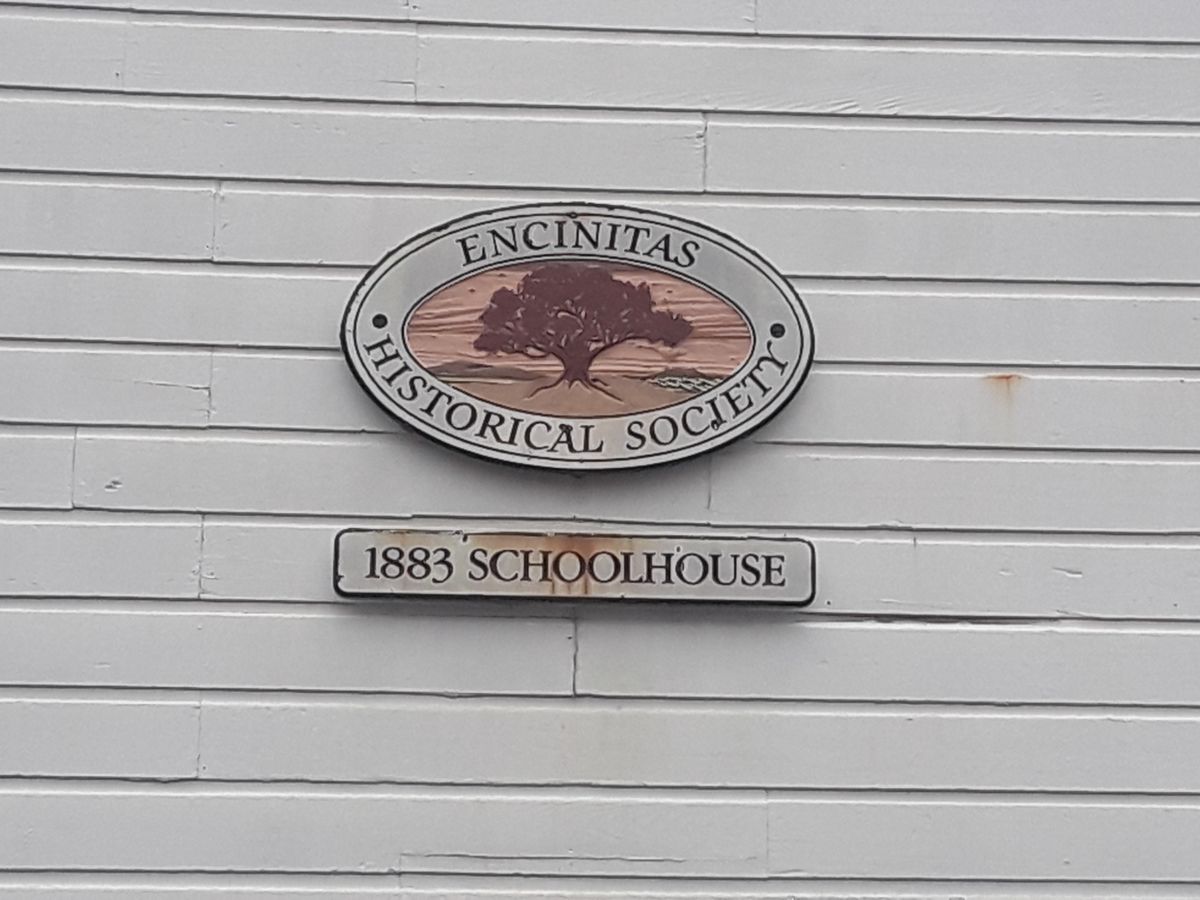 ENCINITAS
HISTORICAL SOCIETY
1883 SCHOOLHOUSE